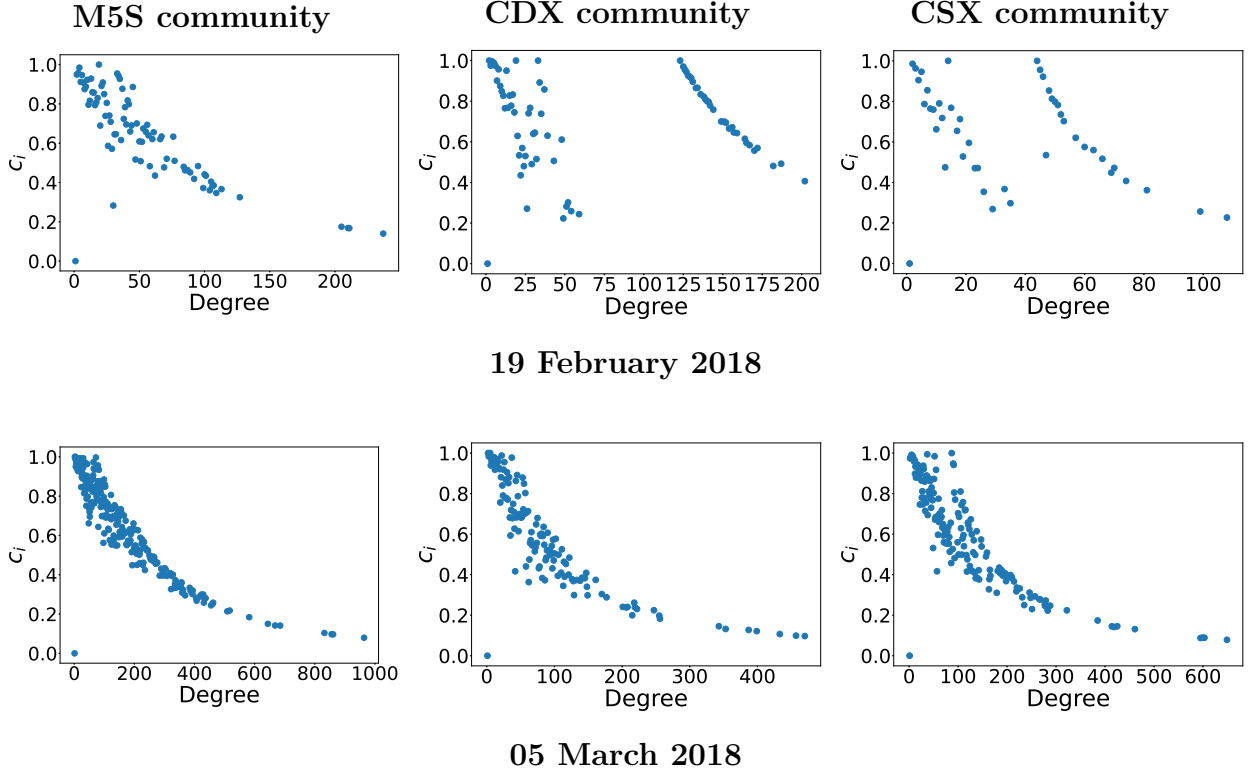 M5S community CDX community CSX community
1.0 1.0 1.0
0.8 0.8 0.8
0.6 0.6 0.6
0.4 0.4 0.4
0.2 0.2 0.2
0.0 0.0 0.0
c_i c_i c_i
0 50 100 150 200 0 25 50 75 100 125 150 175 200 0 20 40 60 80 100
Degree Degree Degree
19 February 2018
1.0 1.0 1.0
0.8 0.8 0.8
0.6 0.6 0.6
0.4 0.4 0.4
0.2 0.2 0.2
0.0 0.0 0.0
c_i c_i c_i
0 200 400 600 800 1000 0 100 200 300 400 0 100 200 300 400 500 600
Degree Degree Degree
05 March 2018